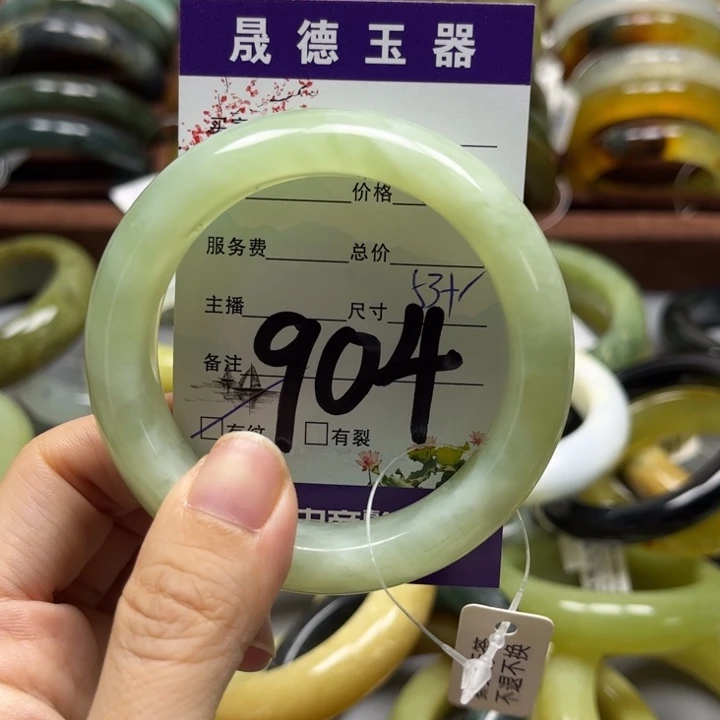 晟德玉器
价格
服务费 总价
主播 尺寸 53+
备注 904
有纹 有裂
不退不换